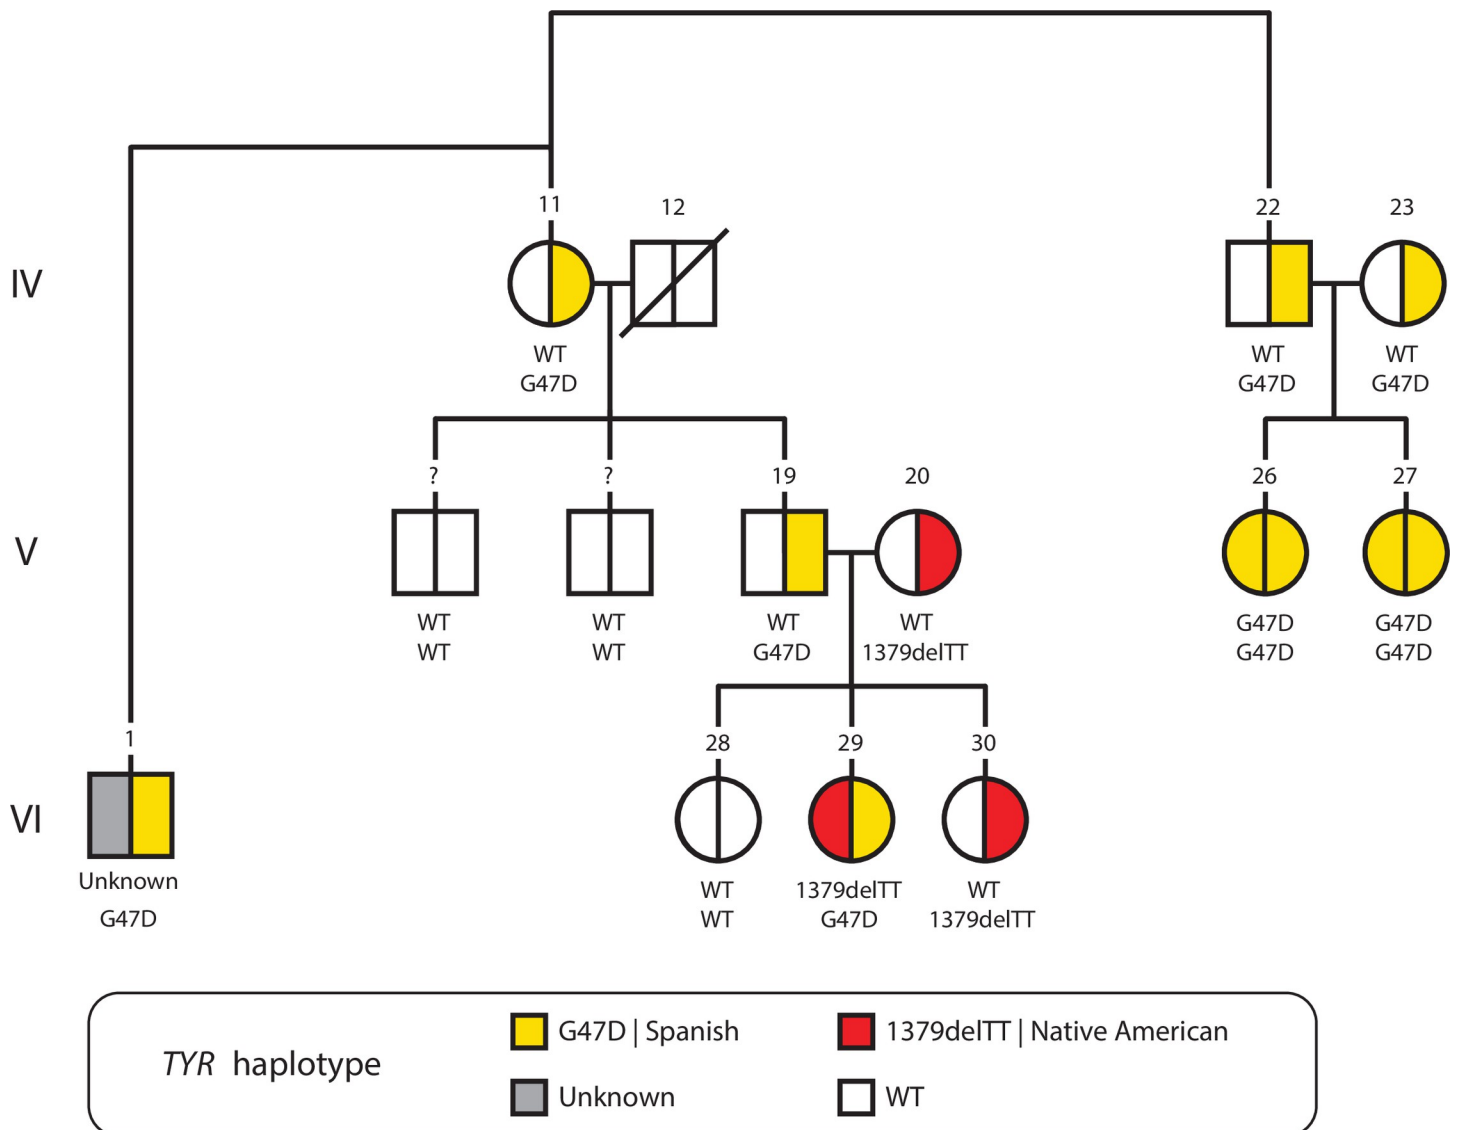 11 12 22 23
IV
WT WT WT
G47D G47D G47D
? ? 19 20 26 27
V
WT WT WT WT G47D G47D
WT WT G47D 1379delTT G47D G47D
1 28 29 30
VI
Unknown WT 1379delTT WT
G47D WT G47D 1379delTT
TYR haplotype
G47D | Spanish 1379delTT | Native American
Unknown WT